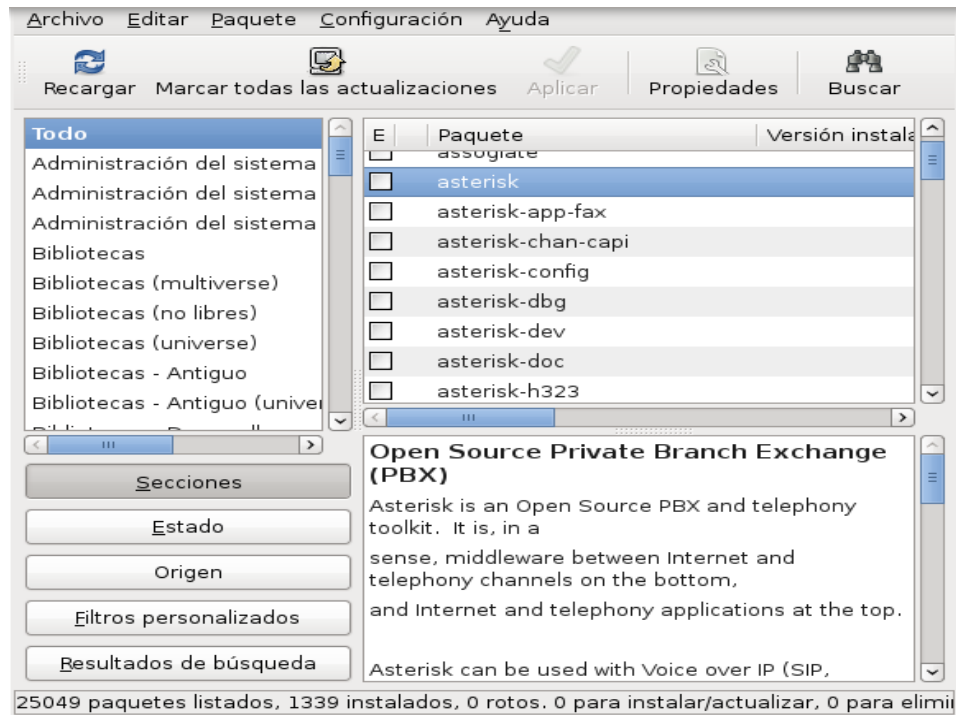 Archivo Editar Paquete Configuración Ayuda
Recargar Marcar todas las actualizaciones Aplicar Propiedades Buscar
Todo
Administración del sistema
Administración del sistema
Administración del sistema
Bibliotecas
Bibliotecas (multiverse)
Bibliotecas (no libres)
Bibliotecas (universe)
Bibliotecas - Antiguo
Bibliotecas - Antiguo (univer
E Paquete Versión instala
assogiate
asterisk
asterisk-app-fax
asterisk-chan-capi
asterisk-config
asterisk-dbg
asterisk-dev
asterisk-doc
asterisk-h323
Secciones
Estado
Origen
Filtros personalizados
Resultados de búsqueda
Open Source Private Branch Exchange
(PBX)
Asterisk is an Open Source PBX and telephony
toolkit. It is, in a
sense, middleware between Internet and
telephony channels on the bottom,
and Internet and telephony applications at the top.
Asterisk can be used with Voice over IP (SIP,
25049 paquetes listados, 1339 instalados, 0 rotos. 0 para instalar/actualizar, 0 para elimi